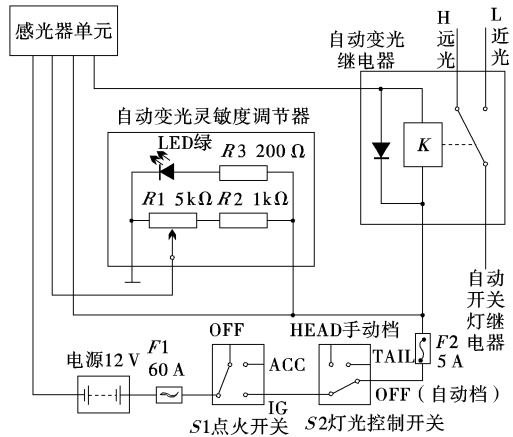 感光器单元
H
远光
L
近光
自动变光
继电器
自动变光灵敏度调节器
LED绿
R3 200 Ω
R1 5kΩ
R2 1kΩ
K
自动
开关
灯继
电器
OFF
HEAD手动档
F2
5 A
电源12 V
F1
60 A
ACC
TAIL
IG
OFF（自动档）
S1点火开关
S2灯光控制开关